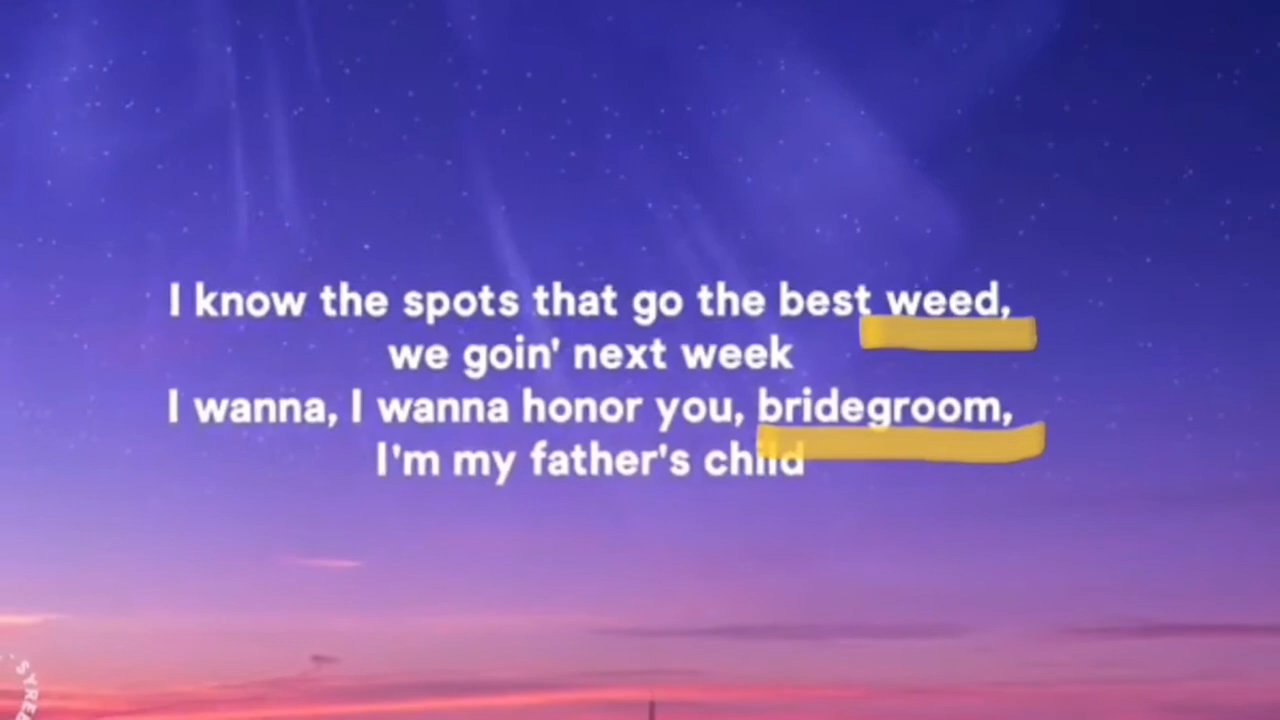 I know the spots that go the best weed,
we goin' next week
I wanna, I wanna honor you, bridegroom,
I'm my father's child